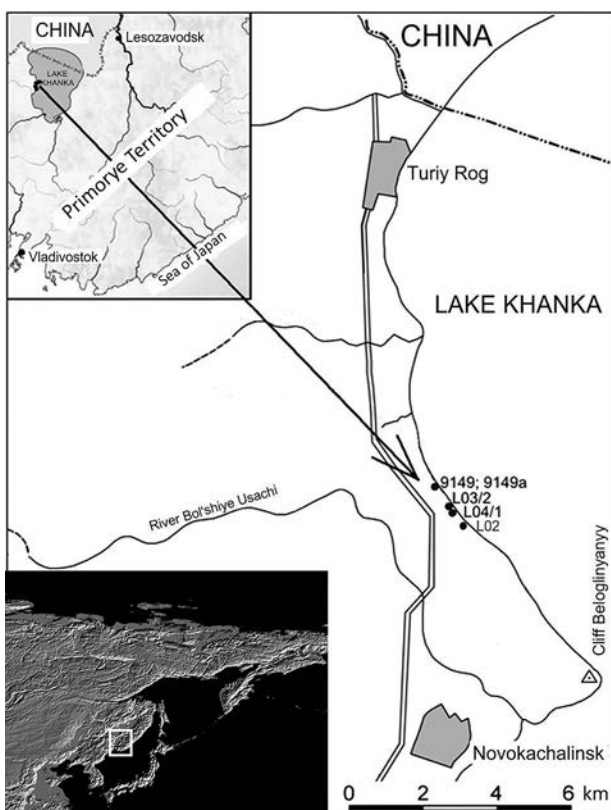 CHINA
Lesozavodsk
LAKE
KHANKA
Primorye Territory
Vladivostok
Sea of Japan
CHINA
Turiy Rog
LAKE KHANKA
9149; 9149a
L03/2
L04/1
L02
River Bol'shiye Usachi
Cliff Beloglinyanyy
Novokachalinsk
0 2 4 6 km